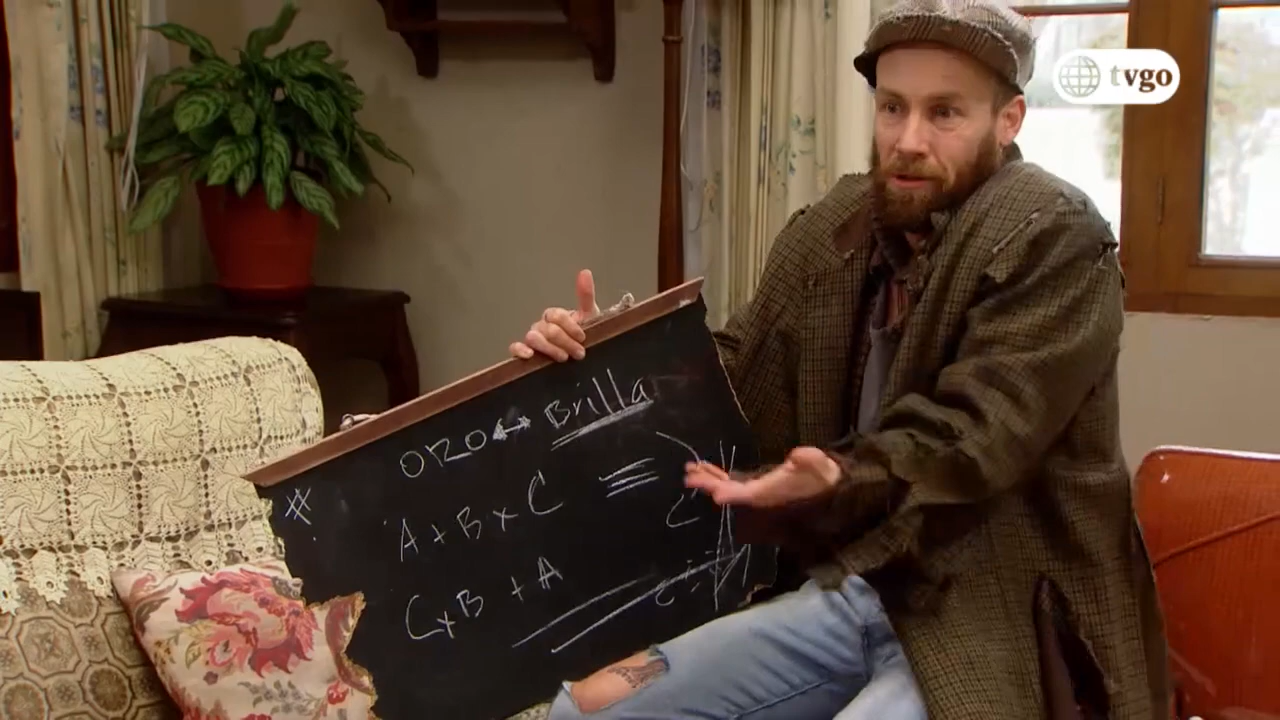 tvgo
ORO ↔ Brilla
# A + B x C =
C x B + A